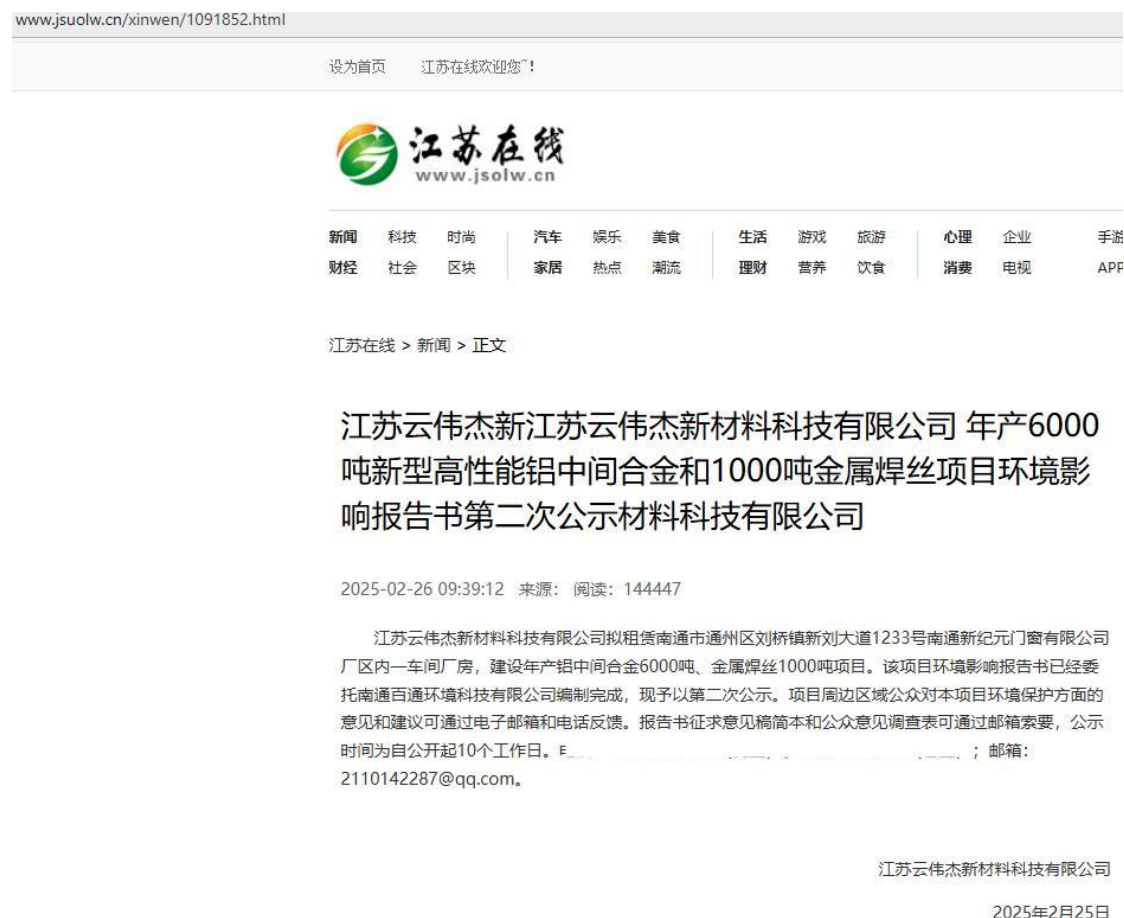 www.jsuolw.cn/xinwen/1091852.html
设为首页 江苏在线欢迎您~!
江苏在线
www.jsolw.cn
新闻 科技 时尚 汽车 娱乐 美食 生活 游戏 旅游 心理 企业 手游
财经 社会 区块 家居 热点 潮流 理财 营养 饮食 消费 电视 APP
江苏在线 > 新闻 > 正文
江苏云伟杰新江苏云伟杰新材料科技有限公司 年产6000
吨新型高性能铝中间合金和1000吨金属焊丝项目环境影
响报告书第二次公示材料科技有限公司
2025-02-26 09:39:12 来源： 阅读：144447
江苏云伟杰新材料科技有限公司拟租赁南通市通州区刘桥镇新刘大道1233号南通新纪元门窗有限公司
厂区内一车间厂房，建设年产铝中间合金6000吨、金属焊丝1000吨项目。该项目环境影响报告书已经委
托南通百通环境科技有限公司编制完成，现予以第二次公示。项目周边区域公众对本项目环境保护方面的
意见和建议可通过电子邮箱和电话反馈。报告书征求意见稿简本和公众意见调查表可通过邮箱索要，公示
时间为自公开起10个工作日。 ；邮箱：
2110142287@qq.com。
江苏云伟杰新材料科技有限公司
2025年2月25日